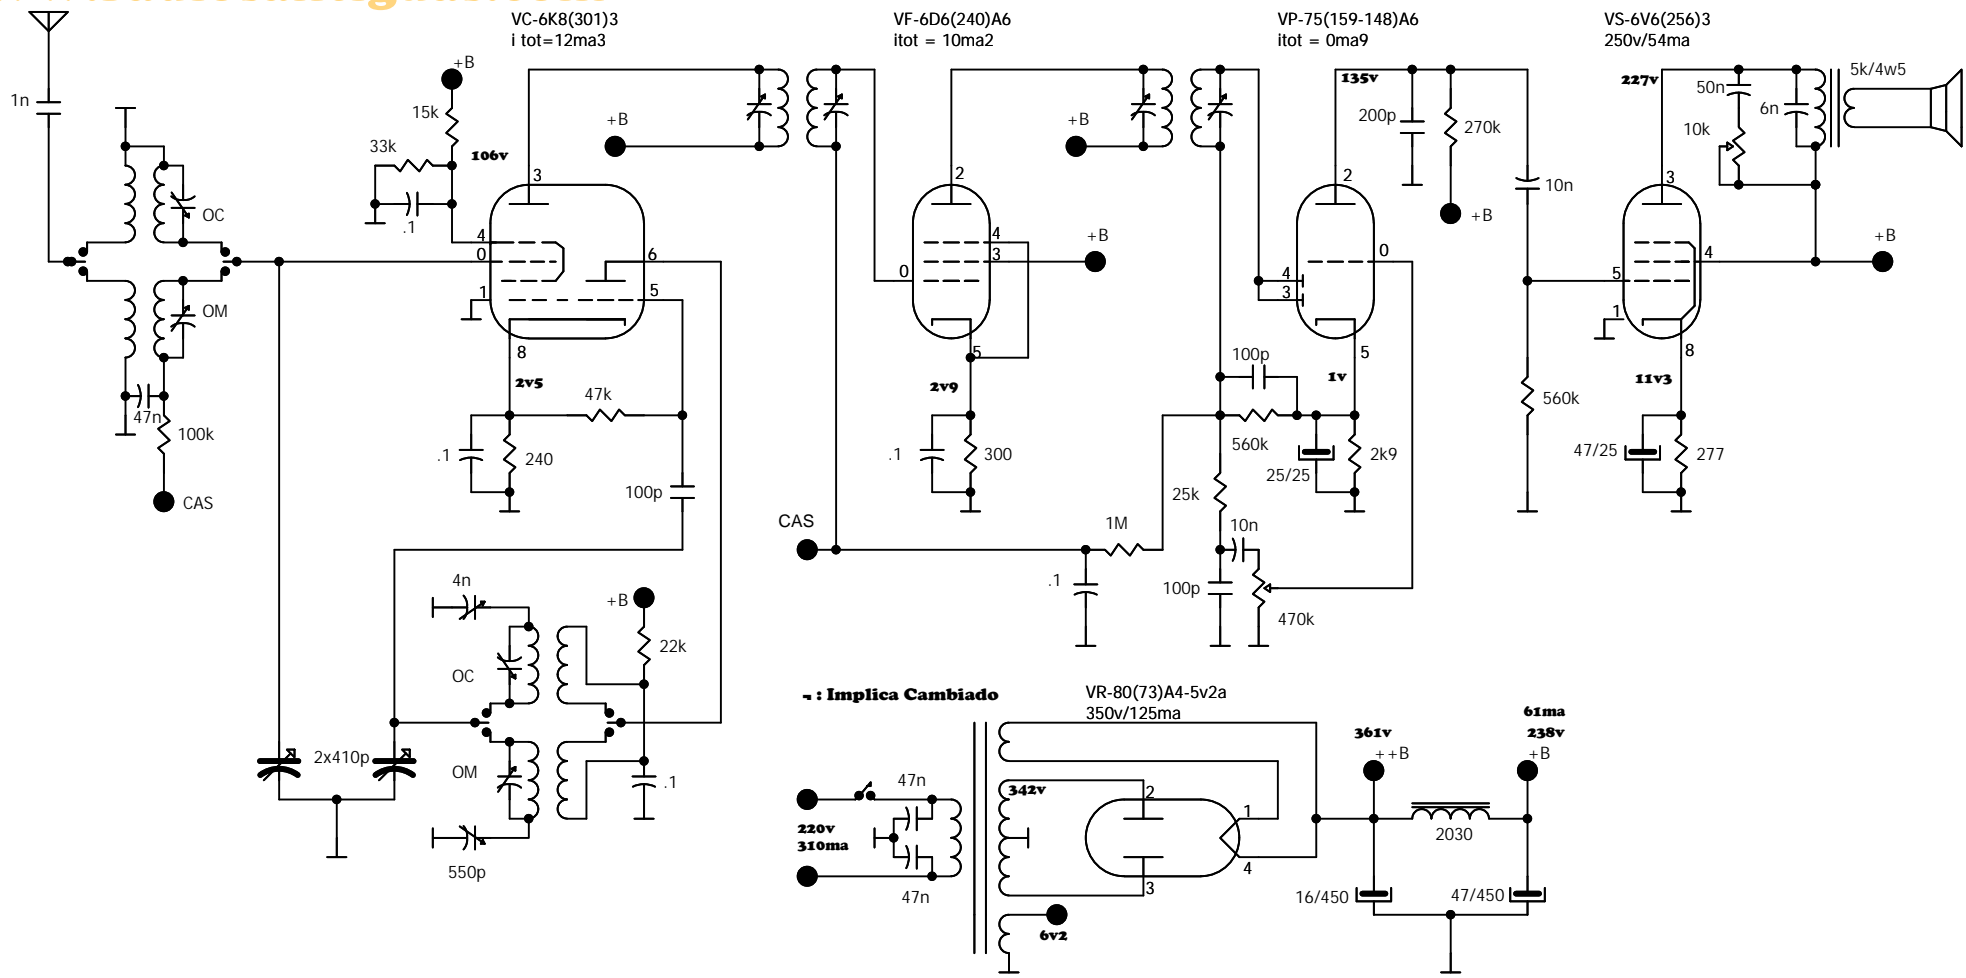 VC-6K8(301)3
i tot=12ma3
VF-6D6(240)A6
itot = 10ma2
VP-75(159-148)A6
itot = 0ma9
VS-6V6(256)3
250v/54ma
1n
+B
15k
33k
106v
.1
OC
OM
47n
100k
CAS
3
4
0
1
6
5
8
2v5
47k
.1
240
100p
+B
2
4
3
0
5
+B
2v9
.1
300
+B
135v
200p
270k
+B
2
0
4
3
5
1v
100p
560k
25/25
2k9
25k
10n
100p
470k
CAS
1M
.1
10n
560k
227v
50n
6n
10k
5k/4w5
3
4
5
1
8
+B
11v3
47/25
277
4n
+B
22k
OC
OM
.1
2x410p
550p
¬ : Implica Cambiado
VR-80(73)A4-5v2a
350v/125ma
47n
220v
310ma
47n
342v
2
1
3
4
6v2
361v
++B
61ma
238v
+B
2030
16/450
47/450